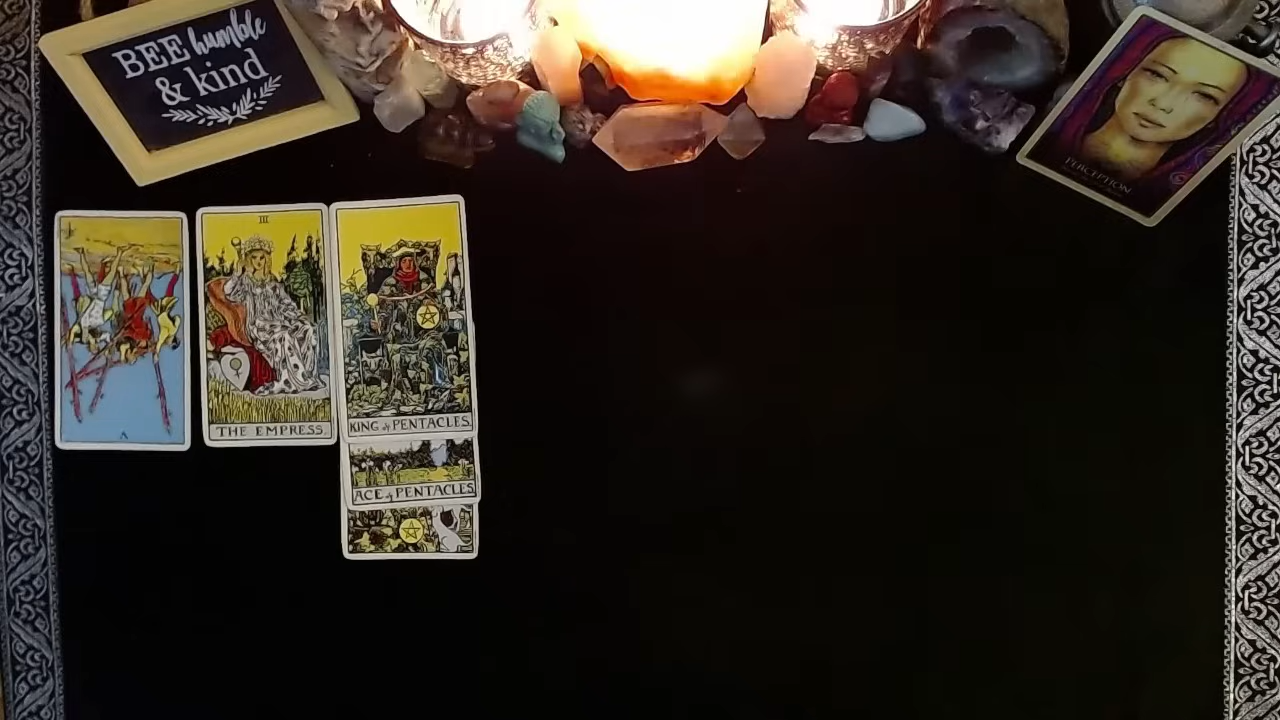 BEE humble
& kind
PERCEPTION
III
THE EMPRESS.
KING of PENTACLES.
ACE of PENTACLES
V